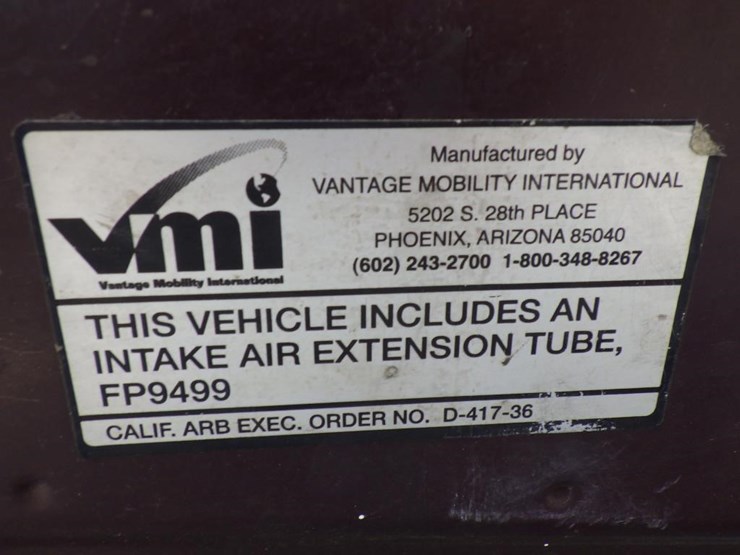 vmi
Vantage Mobility International
Manufactured by
VANTAGE MOBILITY INTERNATIONAL
5202 S. 28th PLACE
PHOENIX, ARIZONA 85040
(602) 243-2700 1-800-348-8267
THIS VEHICLE INCLUDES AN
INTAKE AIR EXTENSION TUBE,
FP9499
CALIF. ARB EXEC. ORDER NO. D-417-36